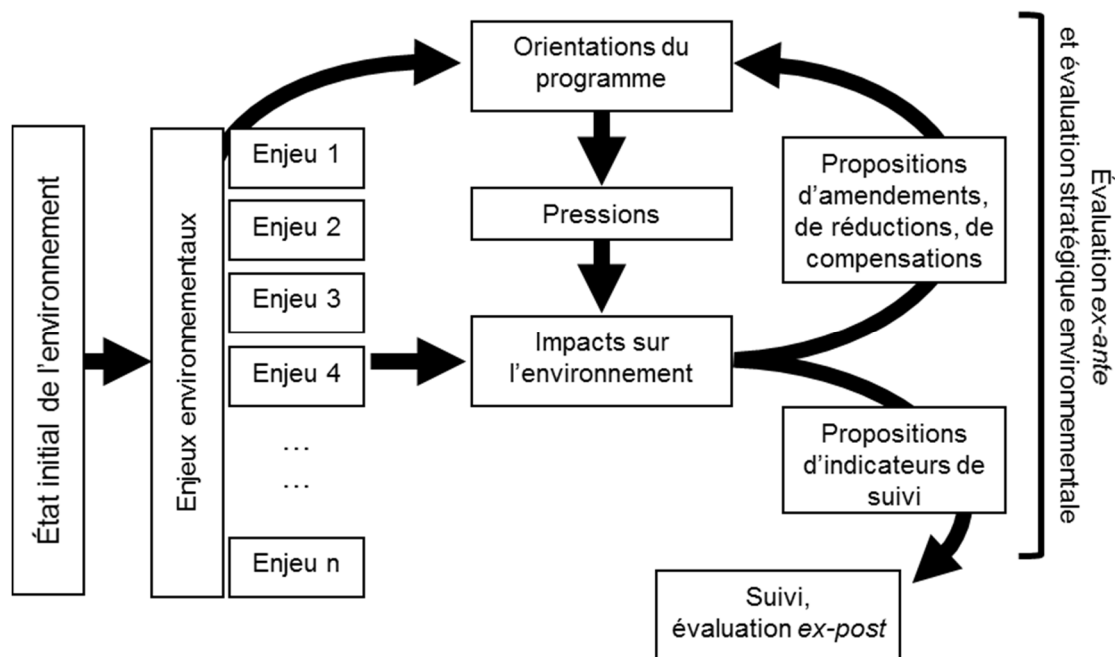 État initial de l'environnement
Enjeux environnementaux
Enjeu 1
Enjeu 2
Enjeu 3
Enjeu 4
…
…
Enjeu n
Orientations du
programme
Pressions
Impacts sur
l'environnement
Propositions
d'amendements,
de réductions, de
compensations
Propositions
d'indicateurs de
suivi
Suivi,
évaluation ex-post
Évaluation ex-ante
et évaluation stratégique environnementale